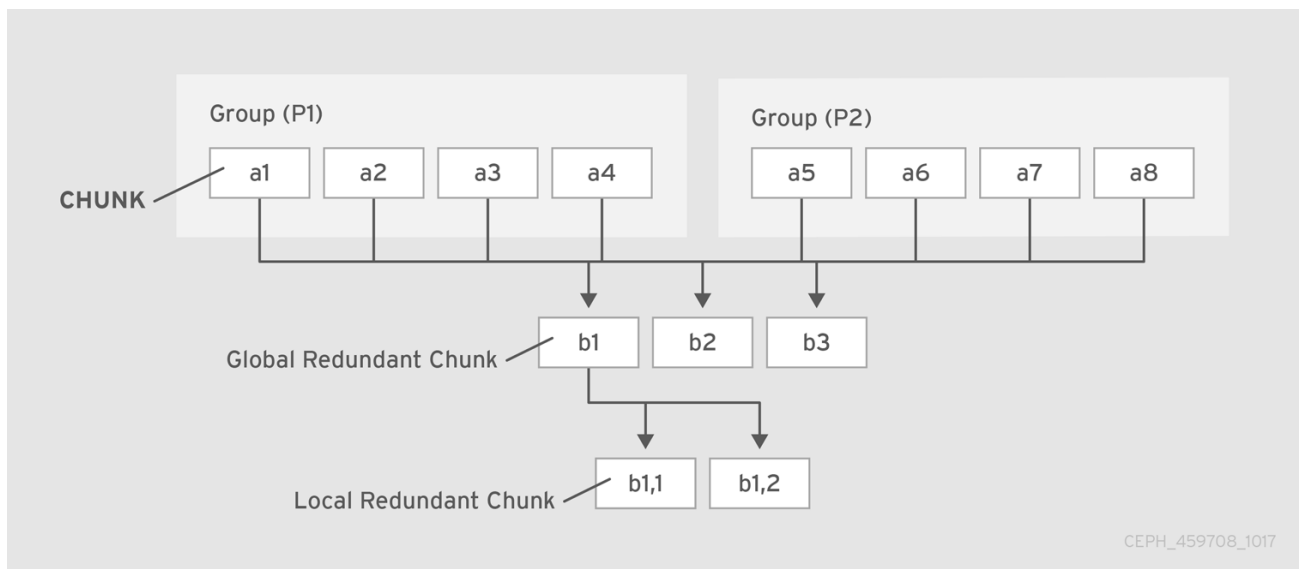 Group (P1)
Group (P2)
a1 a2 a3 a4 a5 a6 a7 a8
CHUNK
b1 b2 b3
Global Redundant Chunk
b1,1 b1,2
Local Redundant Chunk
CEPH_459708_1017